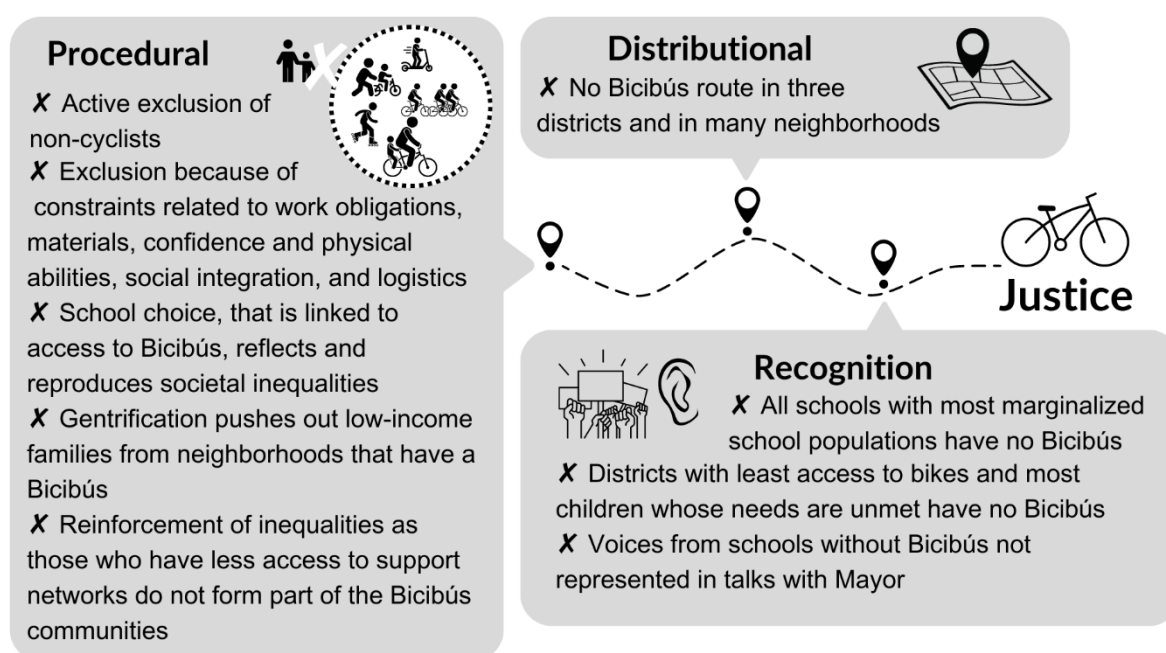 Procedural
✗ Active exclusion of
non-cyclists
✗ Exclusion because of
constraints related to work obligations,
materials, confidence and physical
abilities, social integration, and logistics
✗ School choice, that is linked to
access to Bicibús, reflects and
reproduces societal inequalities
✗ Gentrification pushes out low-income
families from neighborhoods that have a
Bicibús
✗ Reinforcement of inequalities as
those who have less access to support
networks do not form part of the Bicibús
communities
Distributional
✗ No Bicibús route in three
districts and in many neighborhoods
Justice
Recognition
✗ All schools with most marginalized
school populations have no Bicibús
✗ Districts with least access to bikes and most
children whose needs are unmet have no Bicibús
✗ Voices from schools without Bicibús not
represented in talks with Mayor